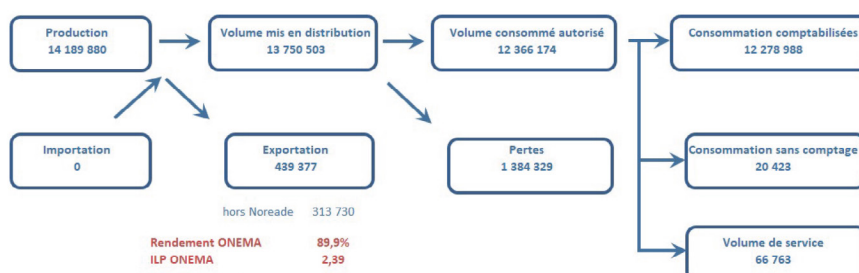 Production
14 189 880
Volume mis en distribution
13 750 503
Volume consommé autorisé
12 366 174
Consommation comptabilisées
12 278 988
Importation
0
Exportation
439 377
Pertes
1 384 329
Consommation sans comptage
20 423
hors Noreade 313 730
Rendement ONEMA 89,9%
ILP ONEMA 2,39
Volume de service
66 763